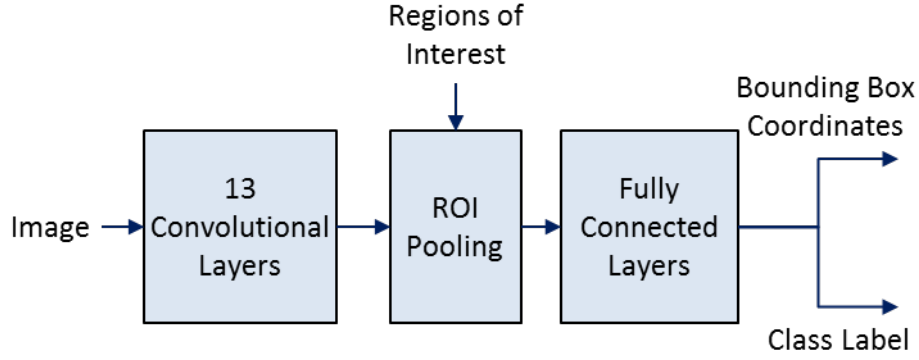 Regions of
Interest
Bounding Box
Coordinates
Image
13
Convolutional
Layers
ROI
Pooling
Fully
Connected
Layers
Class Label